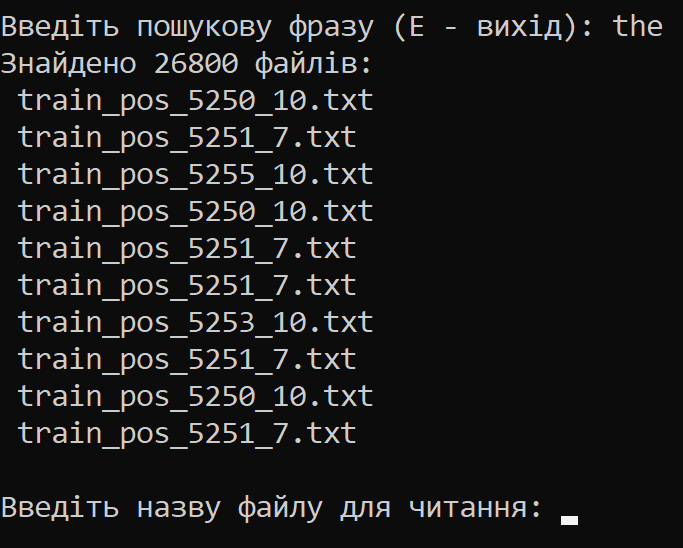 Введіть пошукову фразу (E - вихід): the
Знайдено 26800 файлів:
train_pos_5250_10.txt
train_pos_5251_7.txt
train_pos_5255_10.txt
train_pos_5250_10.txt
train_pos_5251_7.txt
train_pos_5251_7.txt
train_pos_5253_10.txt
train_pos_5251_7.txt
train_pos_5250_10.txt
train_pos_5251_7.txt
Введіть назву файлу для читання: